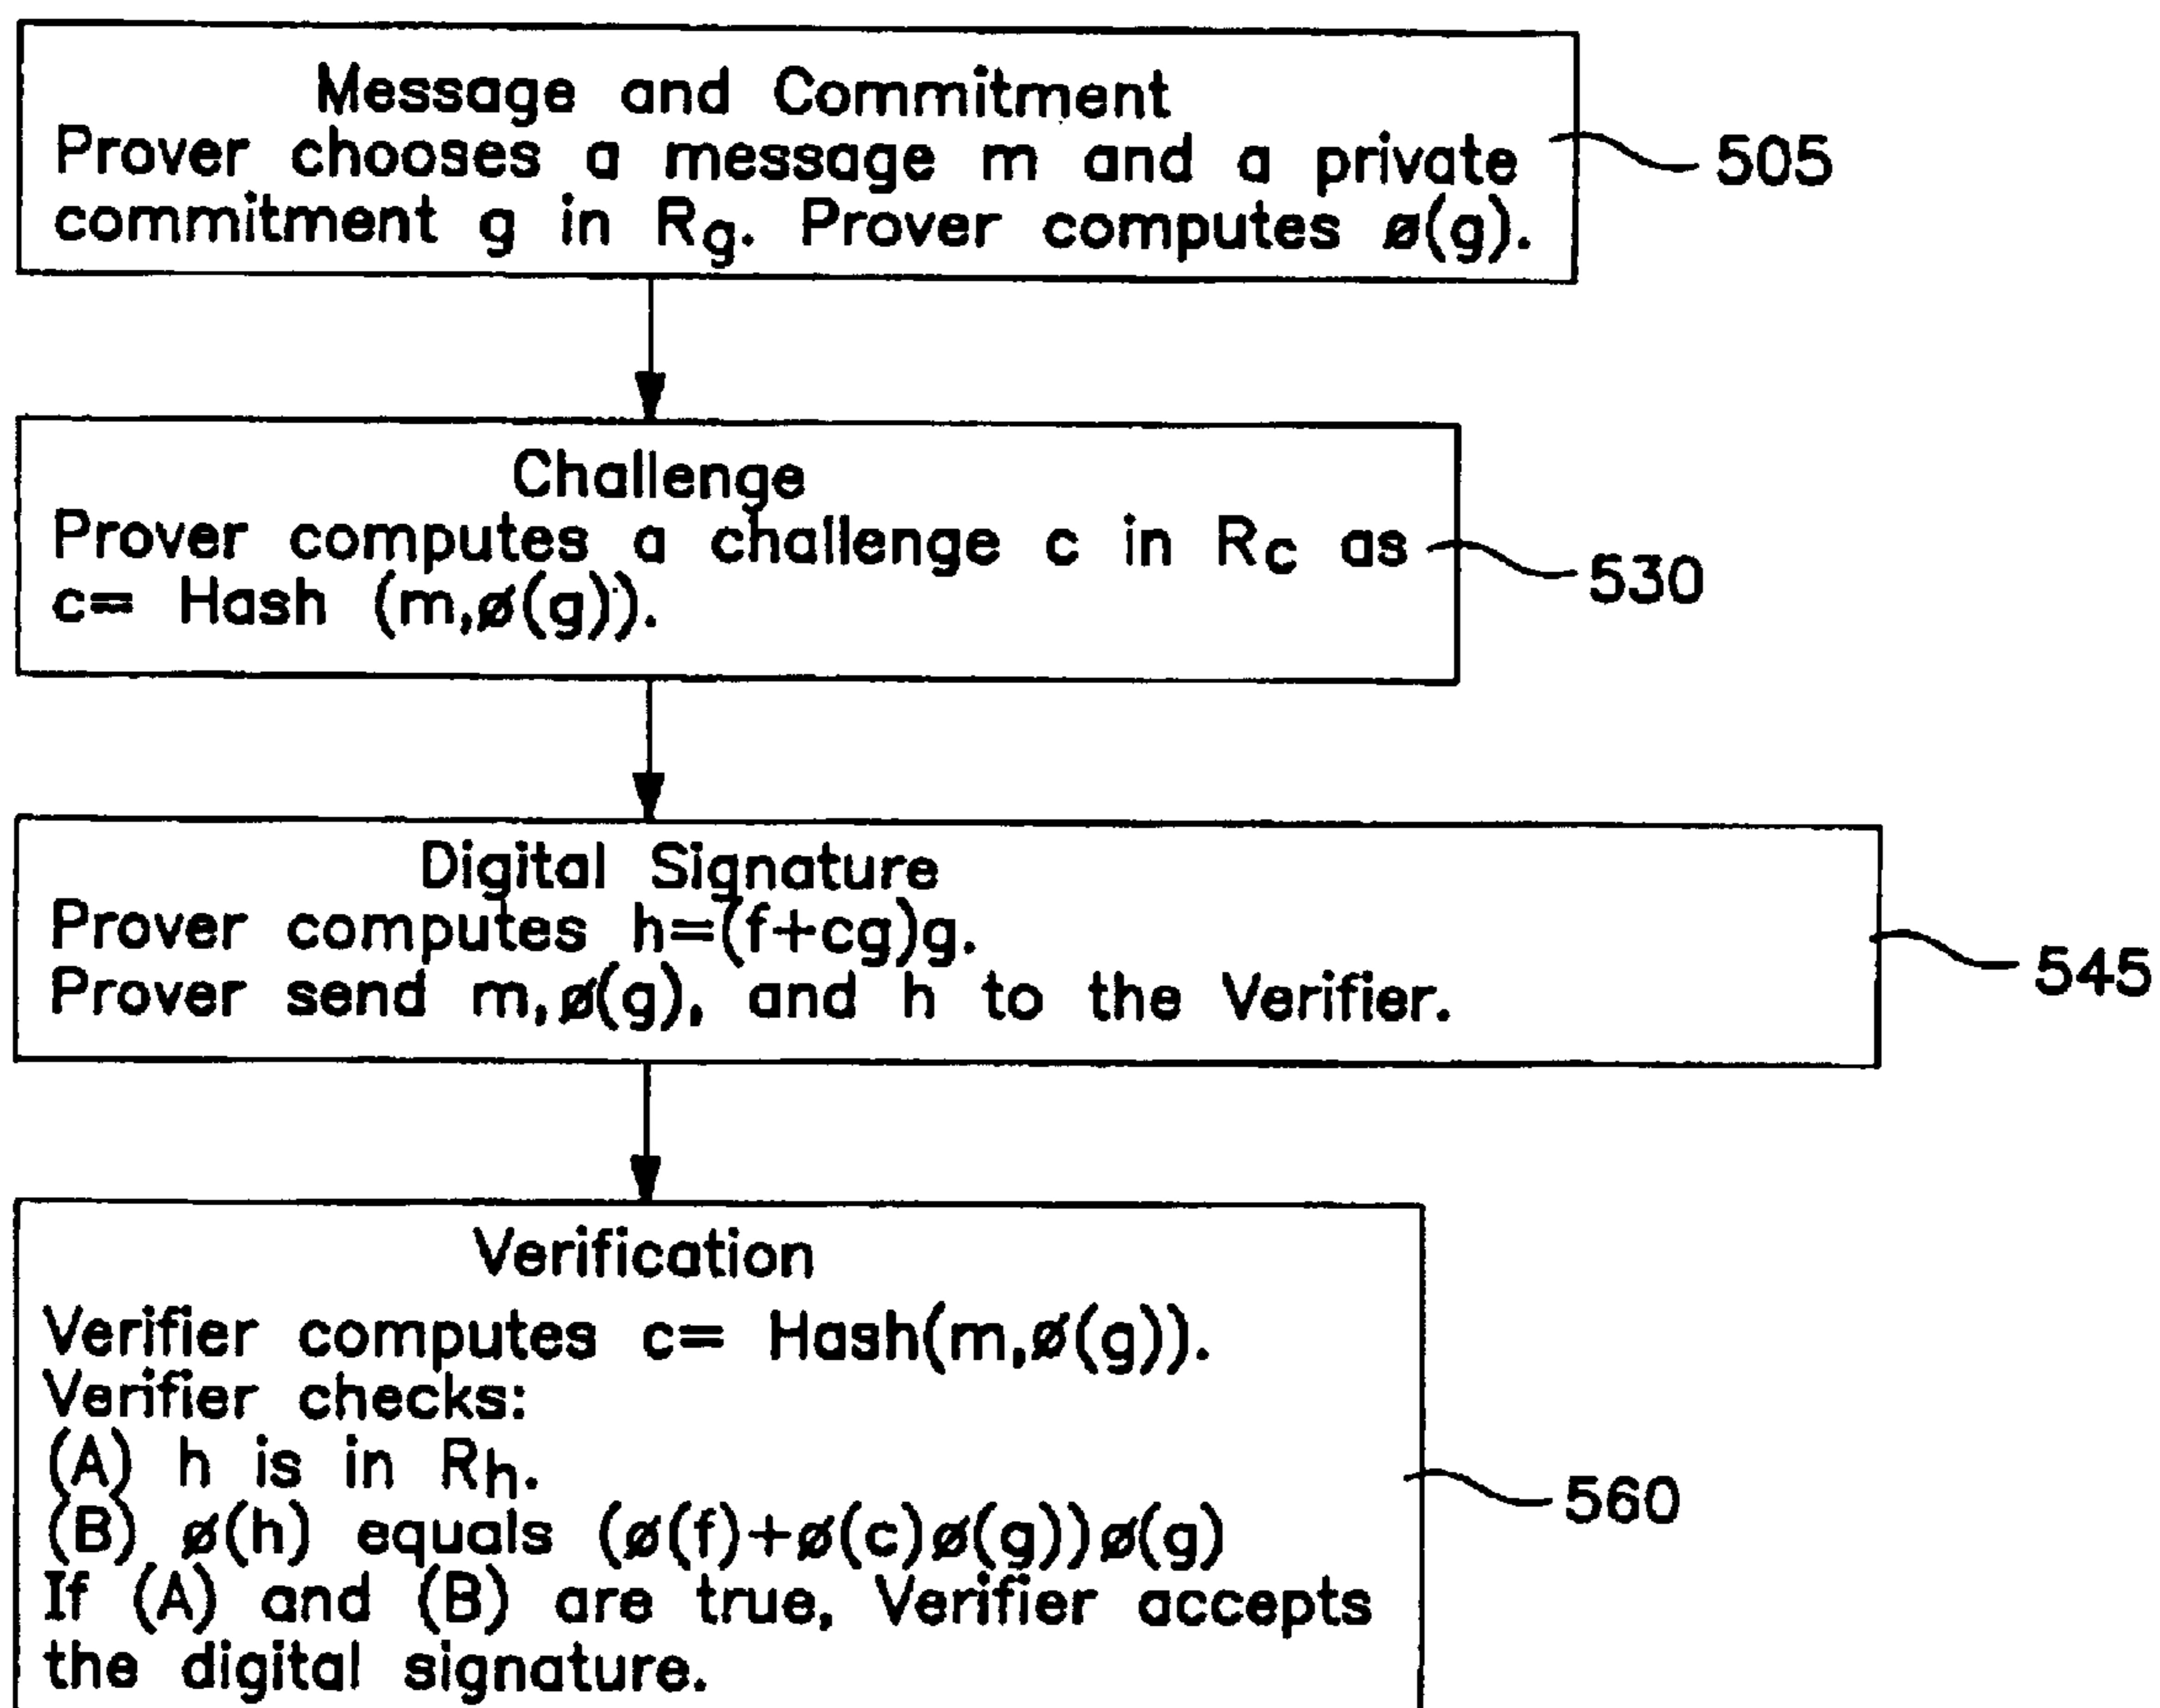 Message and Commitment
Prover chooses a message m and a private
commitment g in Rg. Prover computes ø(g).
505
Challenge
Prover computes a challenge c in Rc as
c= Hash (m,ø(g)).
530
Digital Signature
Prover computes h=(f+cg)g.
Prover send m,ø(g), and h to the Verifier.
545
Verification
Verifier computes c= Hash(m,ø(g)).
Verifier checks:
(A) h is in Rh.
(B) ø(h) equals (ø(f)+ø(c)ø(g))ø(g)
If (A) and (B) are true, Verifier accepts
the digital signature.
560